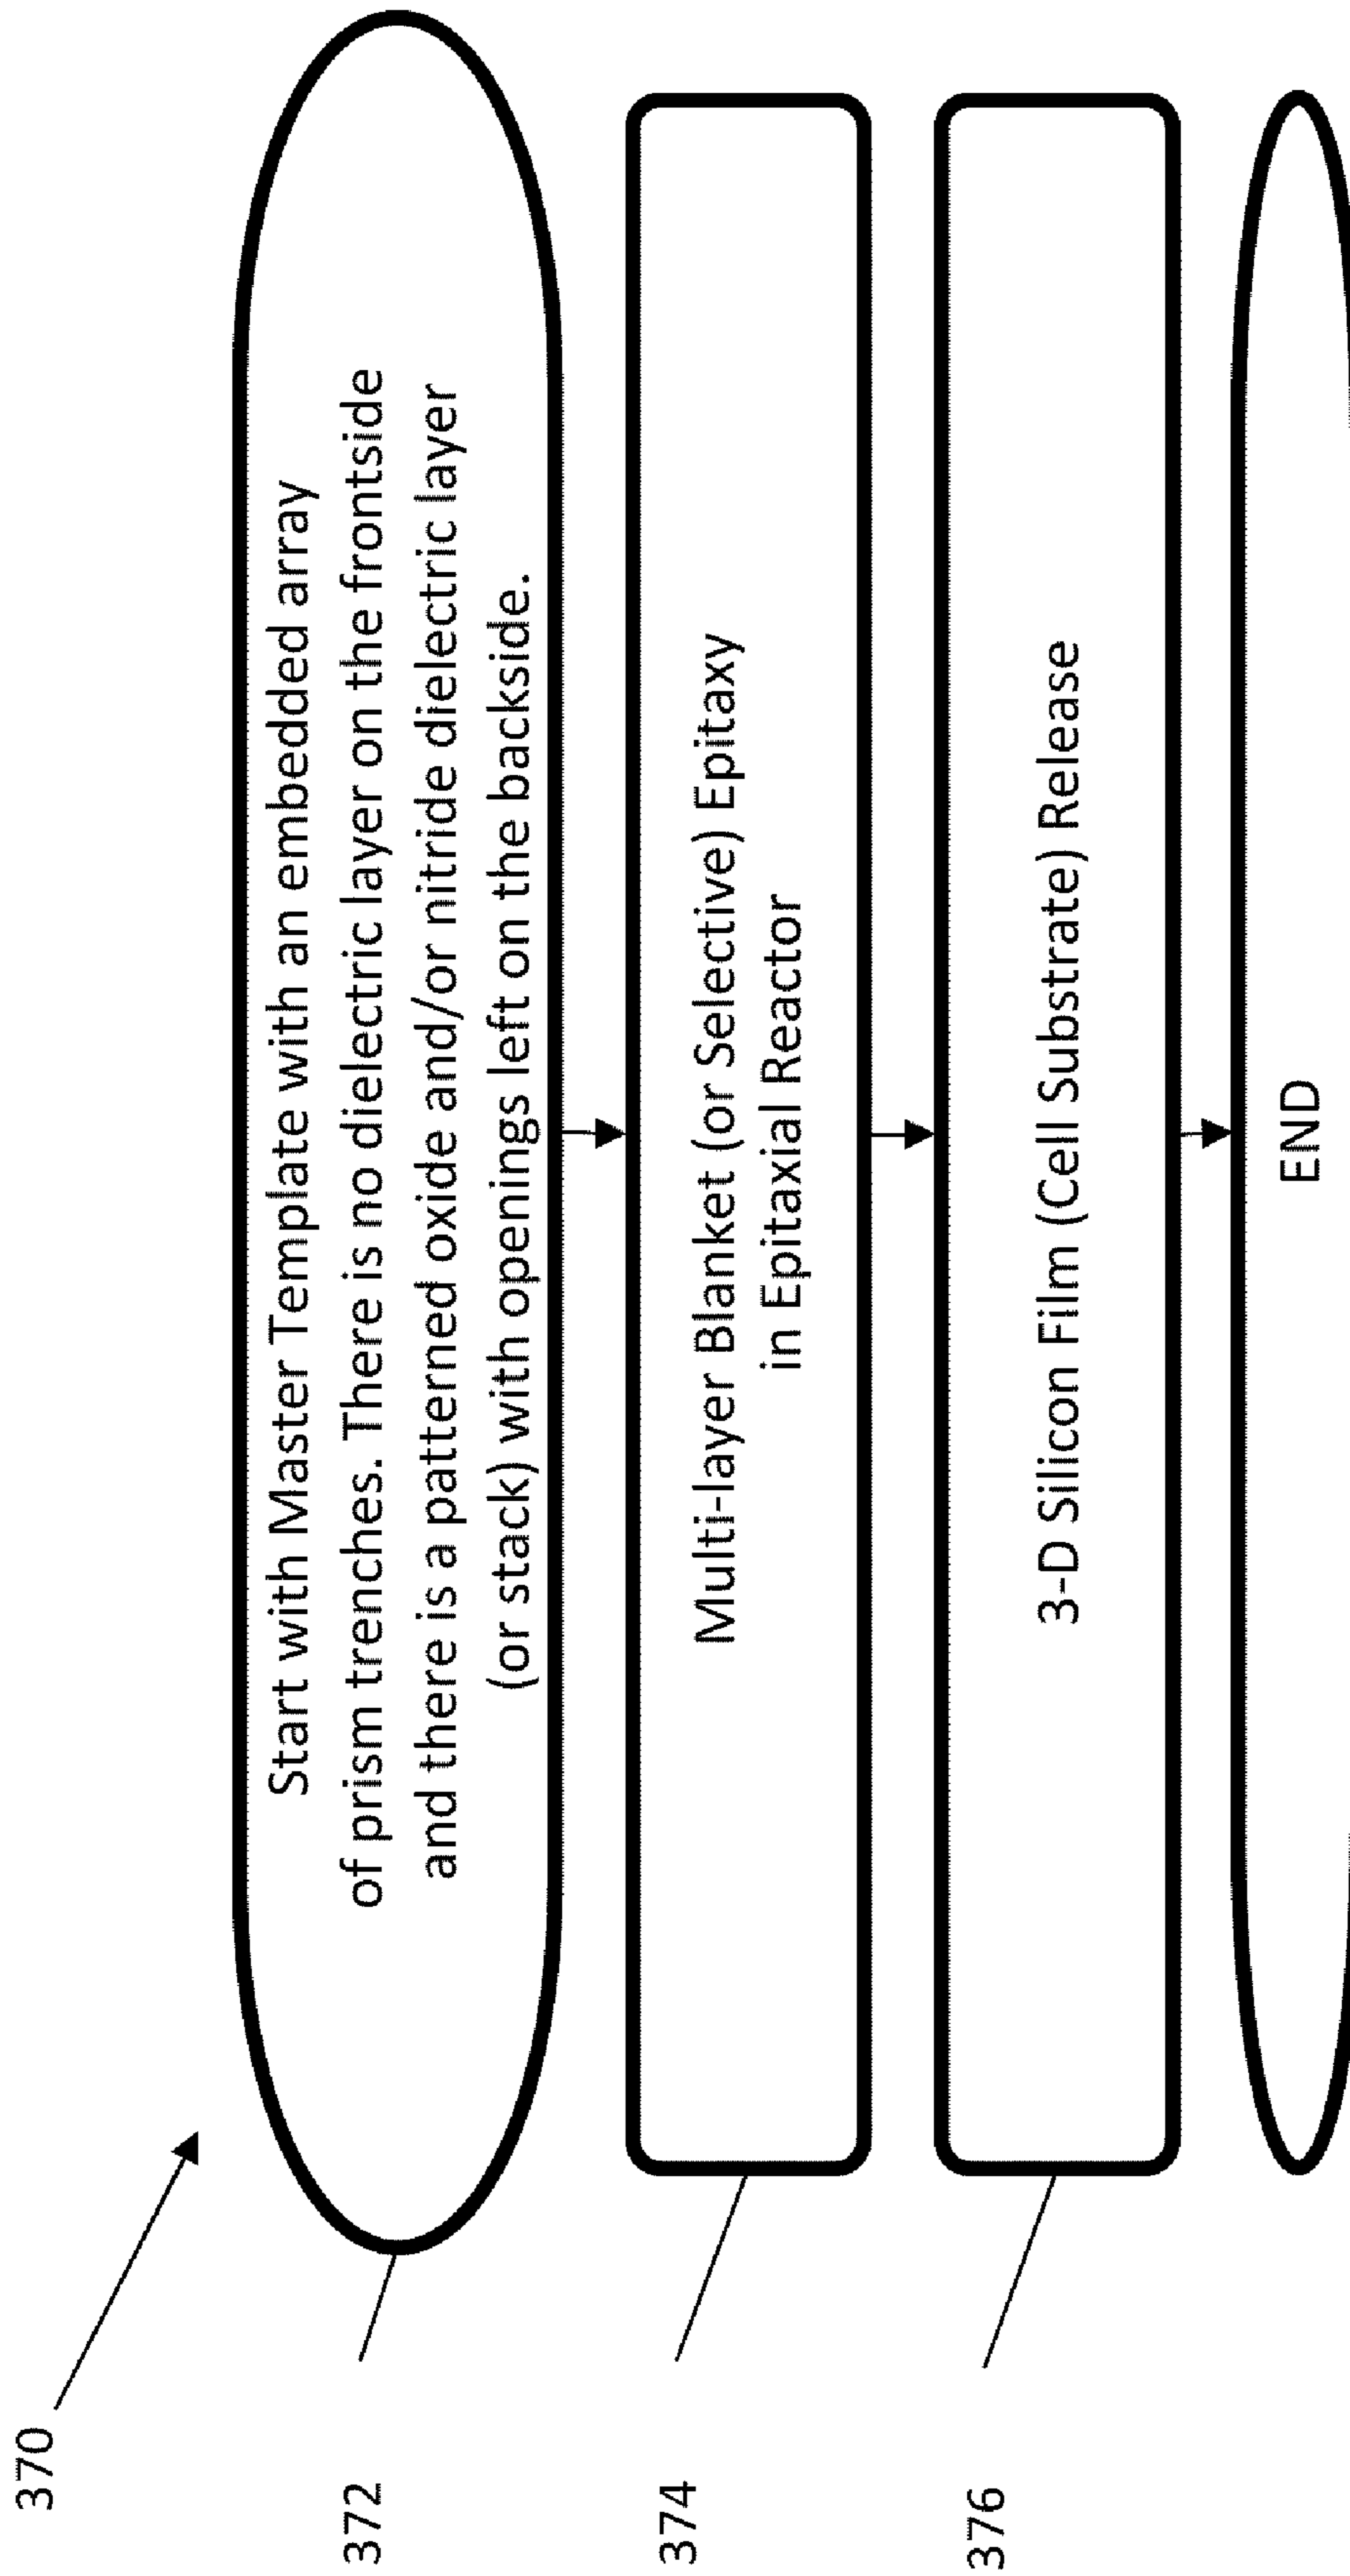 370
372
Start with Master Template with an embedded array
of prism trenches. There is no dielectric layer on the frontside
and there is a patterned oxide and/or nitride dielectric layer
(or stack) with openings left on the backside.
374
Multi-layer Blanket (or Selective) Epitaxy
in Epitaxial Reactor
376
3-D Silicon Film (Cell Substrate) Release
END